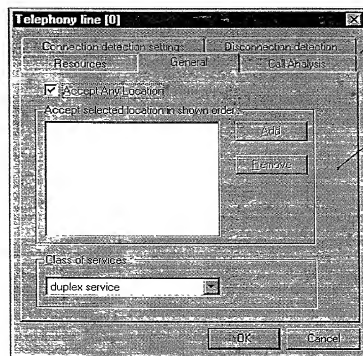 Telephony line [0]
Connection detection settings Disconnection detection
Resources General Call Analysis
Accept Any Location
Accept selected location in shown order
Add
Remove
Class of services
duplex service
OK Cancel